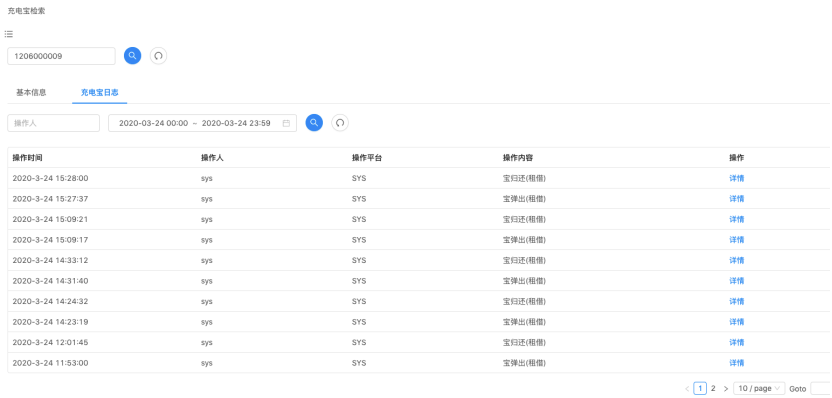 充电宝检索
1206000009
基本信息 充电宝日志
操作人 2020-03-24 00:00 ~ 2020-03-24 23:59
操作时间 操作人 操作平台 操作内容 操作
2020-3-24 15:28:00 sys SYS 宝归还(租借) 详情
2020-3-24 15:27:37 sys SYS 宝弹出(租借) 详情
2020-3-24 15:09:21 sys SYS 宝归还(租借) 详情
2020-3-24 15:09:17 sys SYS 宝弹出(租借) 详情
2020-3-24 14:33:12 sys SYS 宝归还(租借) 详情
2020-3-24 14:31:40 sys SYS 宝弹出(租借) 详情
2020-3-24 14:24:32 sys SYS 宝归还(租借) 详情
2020-3-24 14:23:19 sys SYS 宝弹出(租借) 详情
2020-3-24 12:01:45 sys SYS 宝归还(租借) 详情
2020-3-24 11:53:00 sys SYS 宝弹出(租借) 详情
< 1 2 > 10 / page Goto